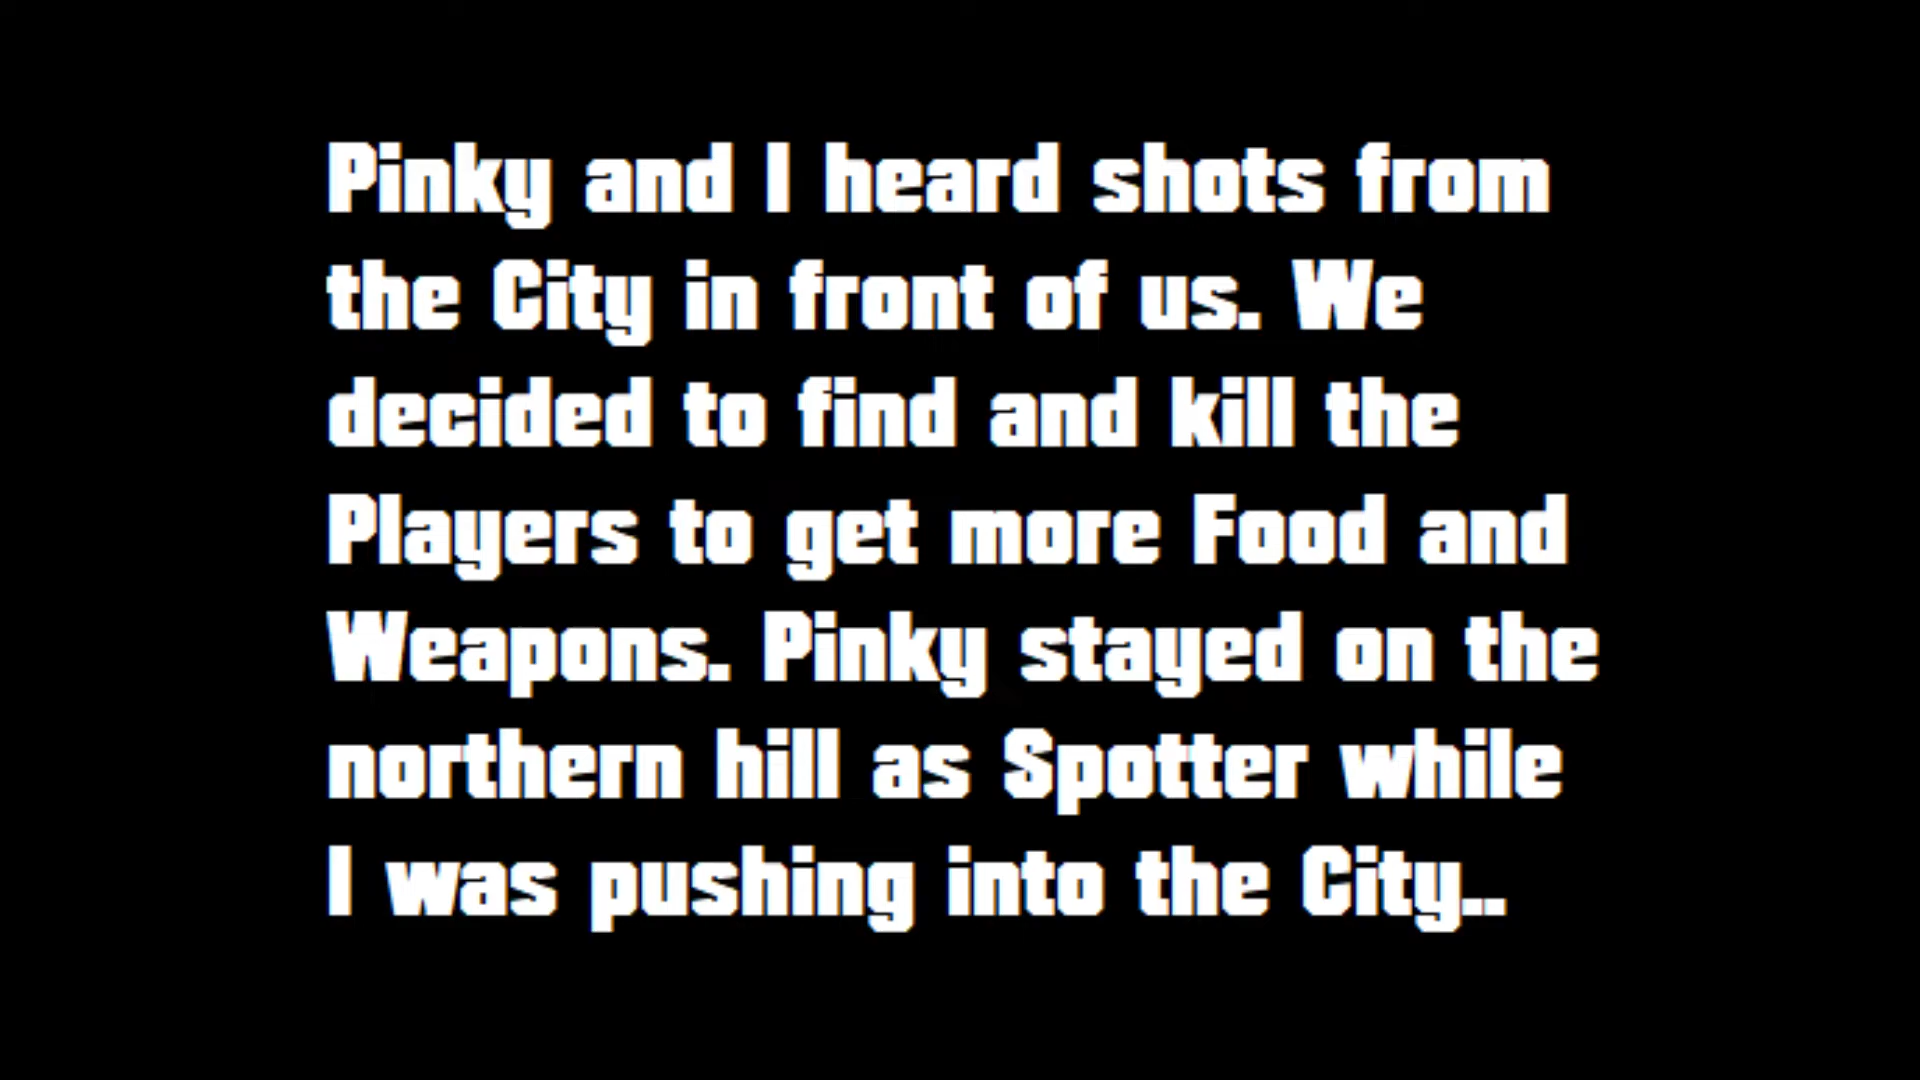 Pinky and I heard shots from
the City in front of us. We
decided to find and kill the
Players to get more Food and
Weapons. Pinky stayed on the
northern hill as Spotter while
I was pushing into the City..